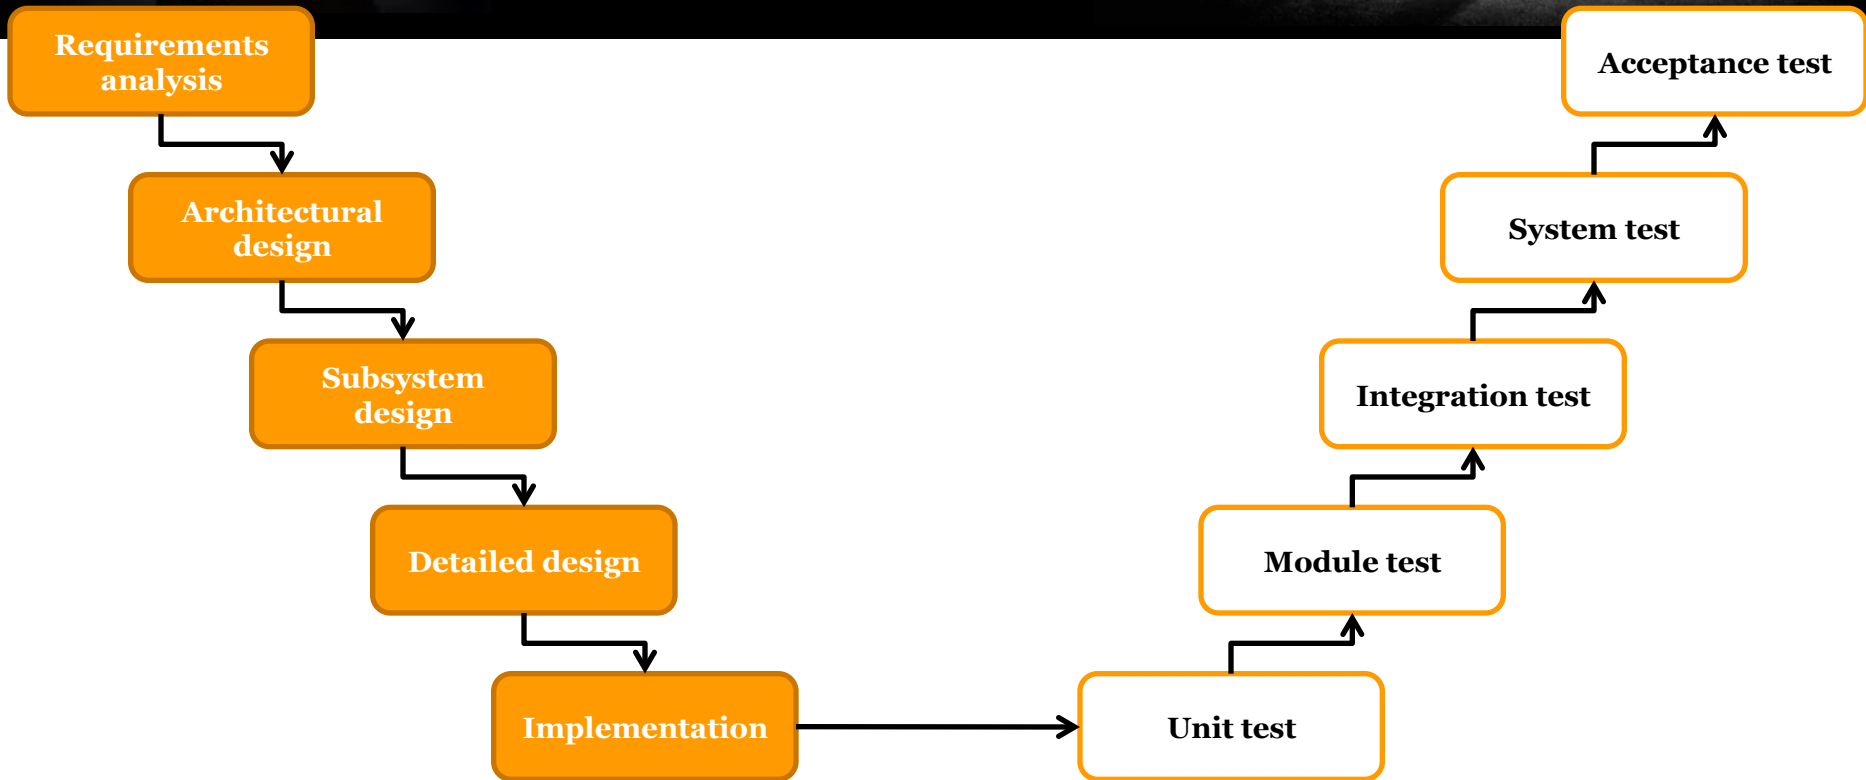 Requirements
analysis
Acceptance test
Architectural
design
System test
Subsystem
design
Integration test
Detailed design
Module test
Implementation
Unit test